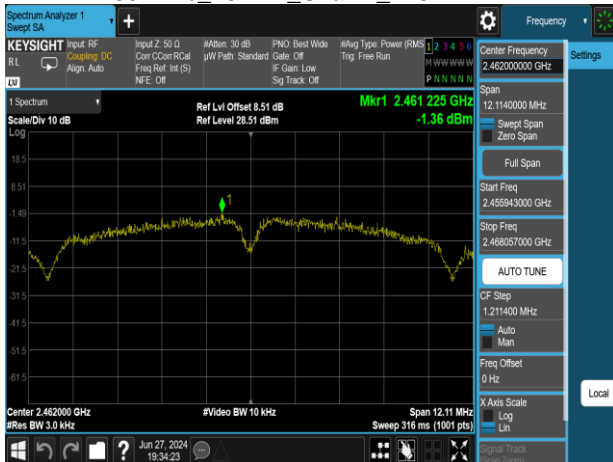 Spectrum Analyzer 1
Swept SA
Frequency
KEYSIGHT
RL
Input: RF
Coupling: DC
Align: Auto
Input Z: 50 Ω
Corr CCorr RCal
Freq Ref: Int (S)
NFE: Off
#Atten: 30 dB
µW Path: Standard
PNO: Best Wide
Gate: Off
IF Gain: Low
Sig Track: Off
#Avg Type: Power (RMS
Trig: Free Run
1 2 3 4 5 6
M W W W W W
P N N N N N
LXI
1 Spectrum
Scale/Div 10 dB
Ref Lvl Offset 8.51 dB
Ref Level 28.51 dBm
Mkr1 2.461 225 GHz
-1.36 dBm
Log
18.5
8.51
-1.49
-11.5
-21.5
-31.5
-41.5
-51.5
-61.5
1
Center 2.462000 GHz
#Res BW 3.0 kHz
#Video BW 10 kHz
Span 12.11 MHz
Sweep 316 ms (1001 pts)
Center Frequency
2.462000000 GHz
Settings
Span
12.1140000 MHz
Swept Span
Zero Span
Full Span
Start Freq
2.455943000 GHz
Stop Freq
2.468057000 GHz
AUTO TUNE
CF Step
1.211400 MHz
Auto
Man
Freq Offset
0 Hz
Local
X Axis Scale
Log
Lin
Signal Track
(Span Zoom)
?
Jun 27, 2024
19:34:23